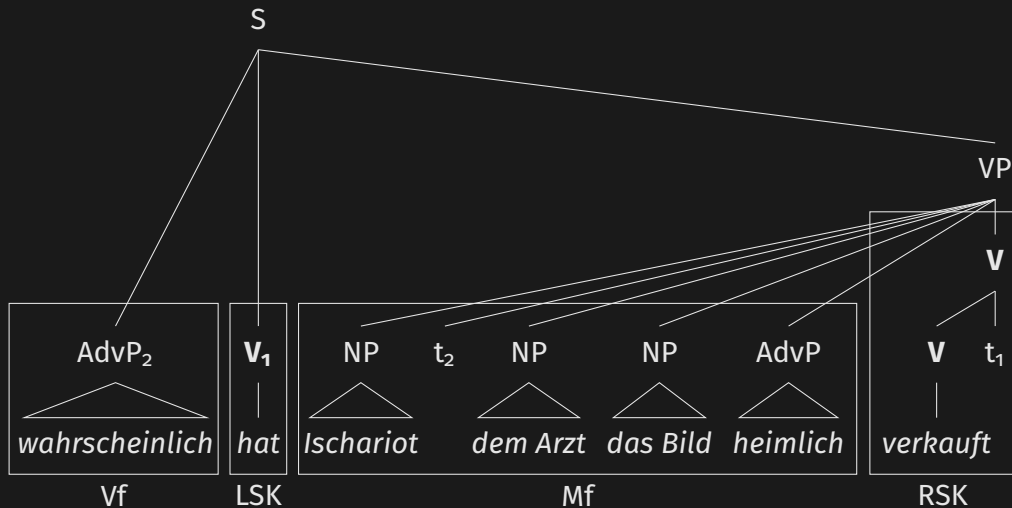 S
VP
V
AdvP₂ V₁ NP t₂ NP NP AdvP V t₁
wahrscheinlich hat Ischariot dem Arzt das Bild heimlich verkauft
Vf LSK Mf RSK